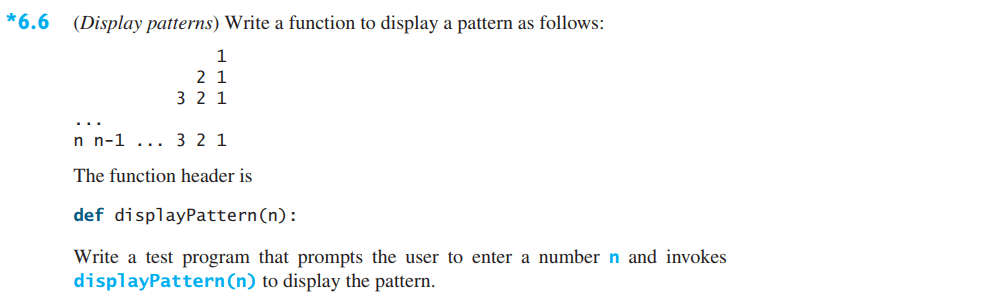 *6.6 (Display patterns) Write a function to display a pattern as follows:
1
2 1
3 2 1
...
n n-1 ... 3 2 1
The function header is
def displayPattern(n):
Write a test program that prompts the user to enter a number n and invokes
displayPattern(n) to display the pattern.